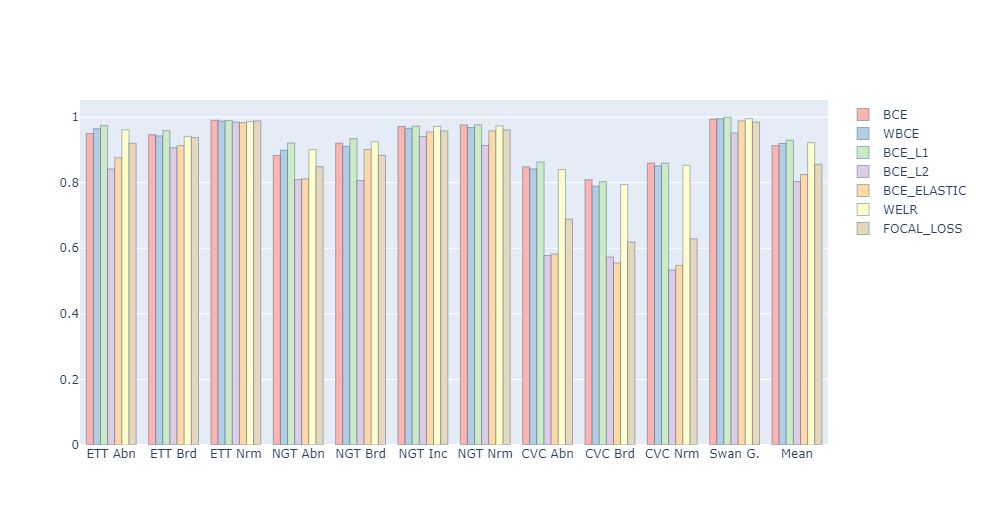 1
0.8
0.6
0.4
0.2
0
ETT Abn
ETT Brd
ETT Nrm
NGT Abn
NGT Brd
NGT Inc
NGT Nrm
CVC Abn
CVC Brd
CVC Nrm
Swan G.
Mean
BCE
WBCE
BCE_L1
BCE_L2
BCE_ELASTIC
WELR
FOCAL_LOSS